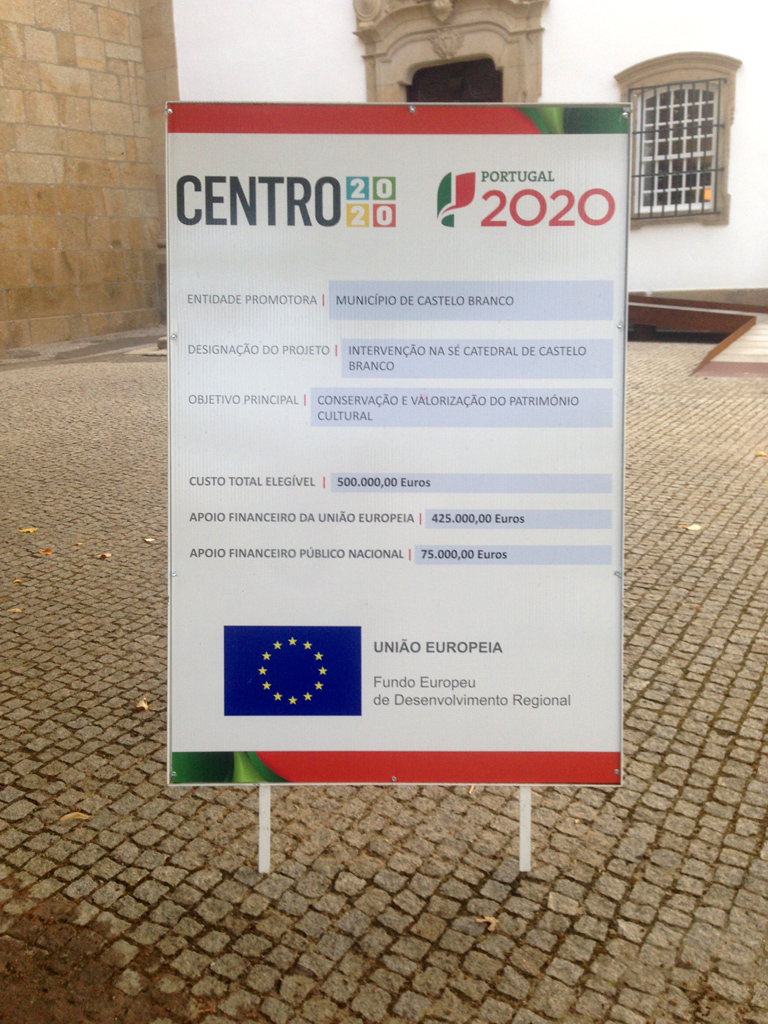 CENTRO 2020
PORTUGAL
2020
ENTIDADE PROMOTORA | MUNICÍPIO DE CASTELO BRANCO
DESIGNAÇÃO DO PROJETO | INTERVENÇÃO NA SÉ CATEDRAL DE CASTELO
BRANCO
OBJETIVO PRINCIPAL | CONSERVAÇÃO E VALORIZAÇÃO DO PATRIMÓNIO
CULTURAL
CUSTO TOTAL ELEGÍVEL | 500.000,00 Euros
APOIO FINANCEIRO DA UNIÃO EUROPEIA | 425.000,00 Euros
APOIO FINANCEIRO PÚBLICO NACIONAL | 75.000,00 Euros
UNIÃO EUROPEIA
Fundo Europeu
de Desenvolvimento Regional